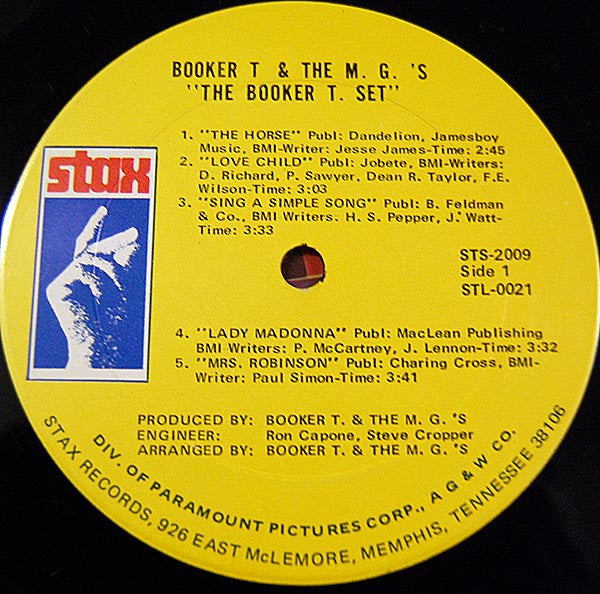 BOOKER T & THE M. G. 'S
"THE BOOKER T. SET"
1. "THE HORSE" Publ: Dandelion, Jamesboy
Music, BMI-Writer: Jesse James-Time: 2:45
2. "LOVE CHILD" Publ: Jobete, BMI-Writers:
D. Richard, P. Sawyer, Dean R. Taylor, F.E.
Wilson-Time: 3:03
3. "SING A SIMPLE SONG" Publ: B. Feldman
& Co., BMI Writers. H. S. Pepper, J. Watt-
Time: 3:33
stax
STS-2009
Side 1
STL-0021
4. "LADY MADONNA" Publ: MacLean Publishing
BMI-Writers: P. McCartney, J. Lennon-Time: 3:32
5. "MRS. ROBINSON" Publ: Charing Cross, BMI-
Writer: Paul Simon-Time: 3:41
PRODUCED BY: BOOKER T. & THE M. G. 'S
ENGINEER: Ron Capone, Steve Cropper
ARRANGED BY: BOOKER T. & THE M. G. 'S
DIV. OF PARAMOUNT PICTURES CORP., A G & W CO.
STAX RECORDS, 926 EAST McLEMORE, MEMPHIS, TENNESSEE 38106